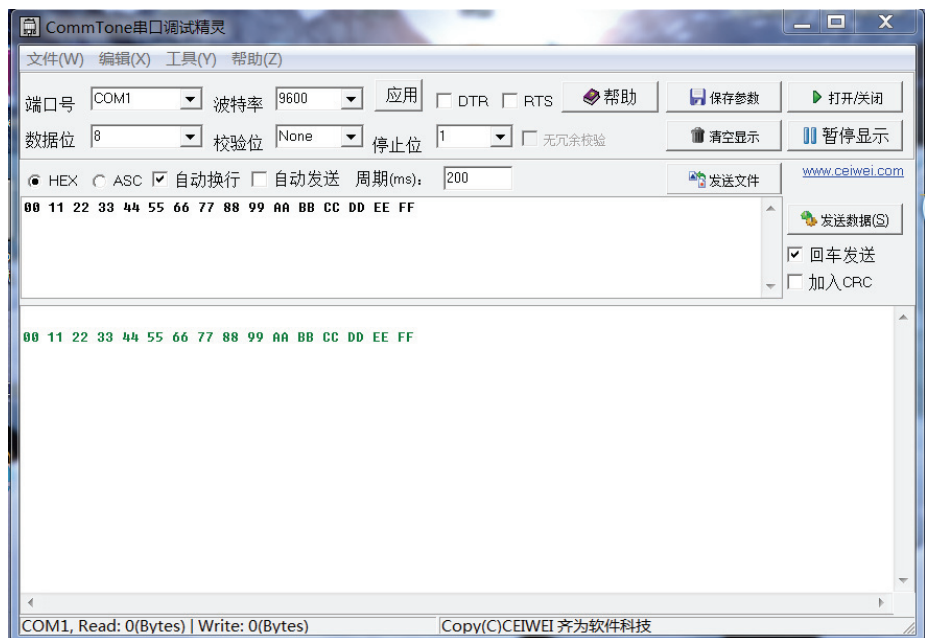 CommTone串口调试精灵
文件(W) 编辑(X) 工具(Y) 帮助(Z)
端口号 COM1 波特率 9600 应用 DTR RTS 帮助 保存参数 打开/关闭
数据位 8 校验位 None 停止位 1 无冗余校验 清空显示 暂停显示
HEX ASC 自动换行 自动发送 周期(ms): 200 发送文件 www.ceiwei.com
00 11 22 33 44 55 66 77 88 99 AA BB CC DD EE FF
发送数据(S)
回车发送
加入CRC
00 11 22 33 44 55 66 77 88 99 AA BB CC DD EE FF
COM1, Read: 0(Bytes) | Write: 0(Bytes) Copy(C)CEIWEI 齐为软件科技